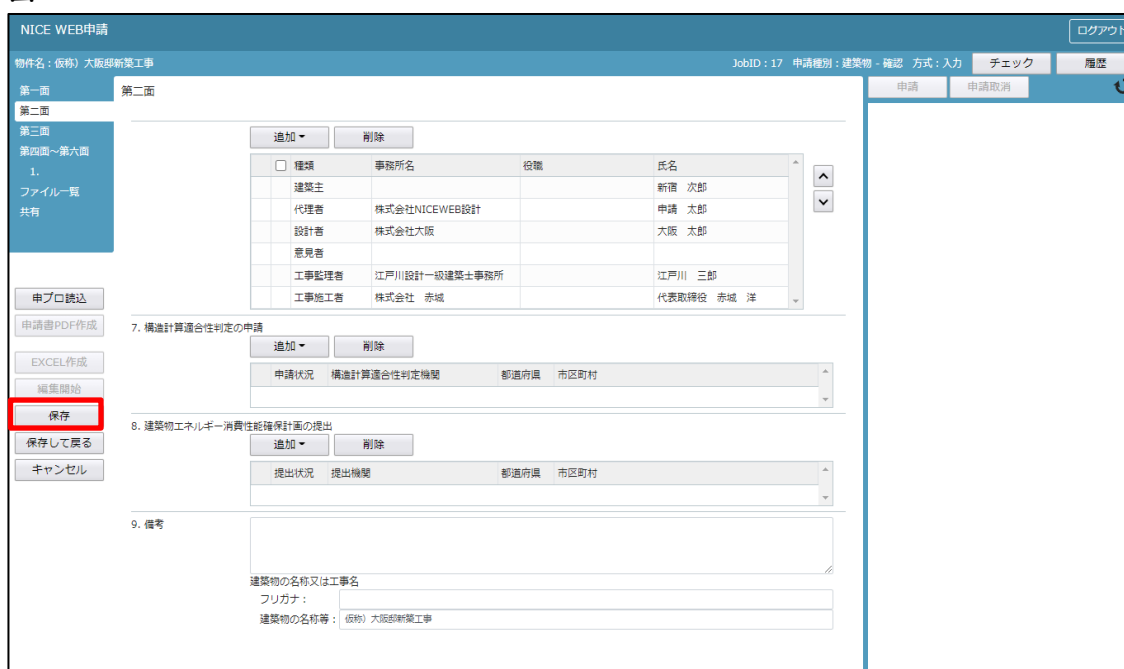 NICE WEB申請
ログアウト
物件名：仮称）大阪邸新築工事 JobID：17 申請種別：建築物 - 確認 方式：入力 チェック 履歴
第一面 第二面 申請 申請取消
第二面
第三面
第四面～第六面
1.
ファイル一覧
共有
追加 削除
種類 事務所名 役職 氏名
建築主 新宿 次郎
代理者 株式会社NICEWEB設計 申請 太郎
設計者 株式会社大阪 大阪 太郎
意見者
工事監理者 江戸川設計一級建築士事務所 江戸川 三郎
工事施工者 株式会社 赤城 代表取締役 赤城 洋
申プロ読込
申請書PDF作成
EXCEL作成
編集開始
保存
保存して戻る
キャンセル
7. 構造計算適合性判定の申請
追加 削除
申請状況 構造計算適合性判定機関 都道府県 市区町村
8. 建築物エネルギー消費性能確保計画の提出
追加 削除
提出状況 提出機関 都道府県 市区町村
9. 備考
建築物の名称又は工事名
フリガナ：
建築物の名称等： 仮称）大阪邸新築工事